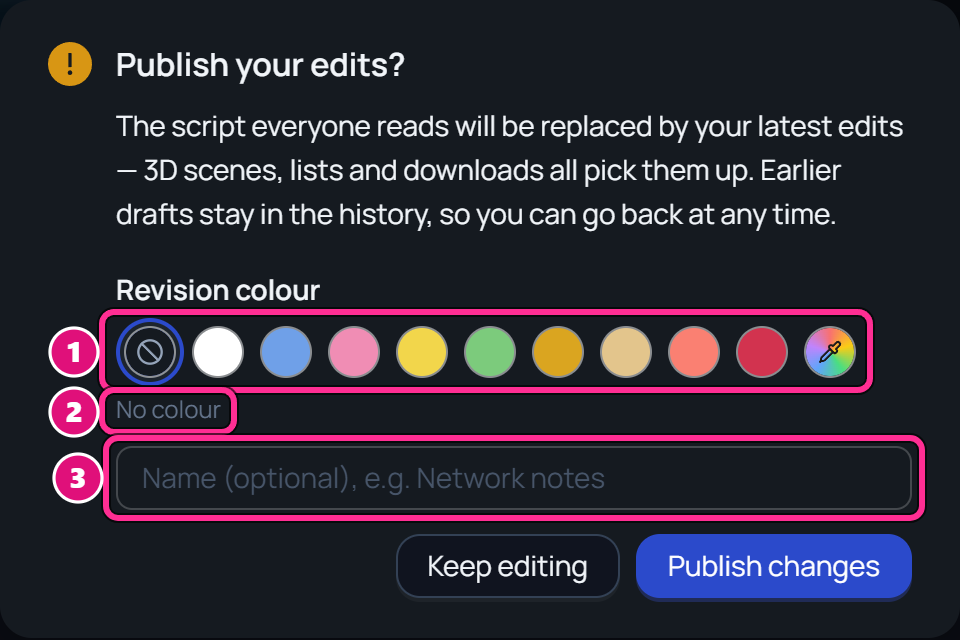 !
Publish your edits?
The script everyone reads will be replaced by your latest edits
— 3D scenes, lists and downloads all pick them up. Earlier
drafts stay in the history, so you can go back at any time.
Revision colour
1
2
No colour
3
Name (optional), e.g. Network notes
Keep editing
Publish changes